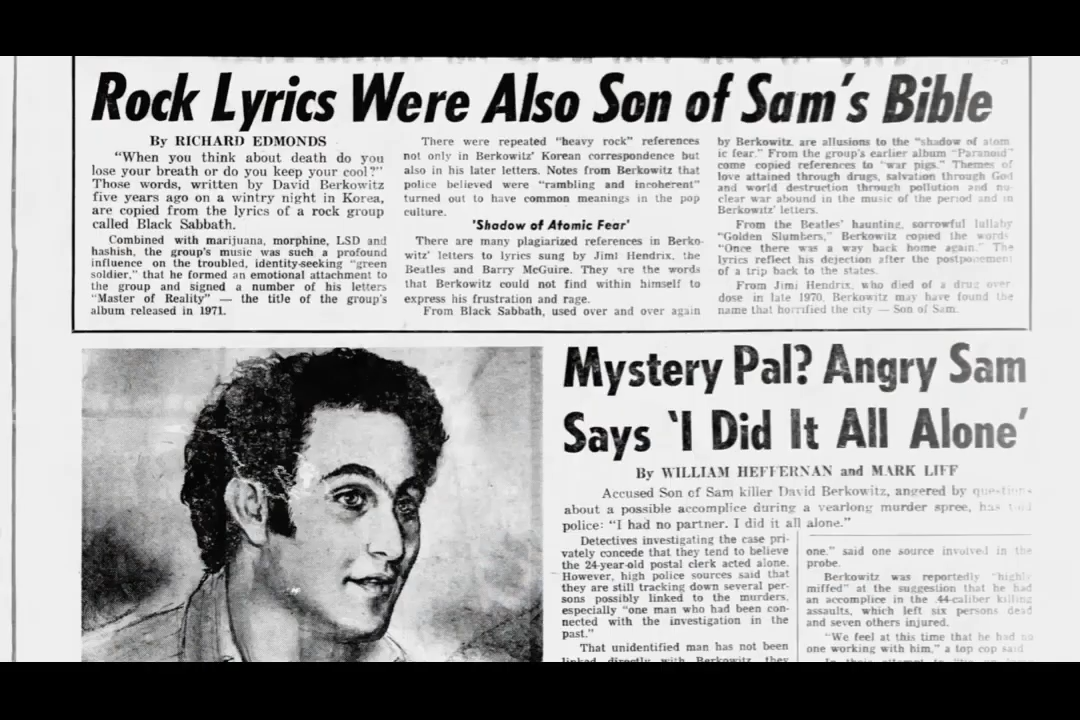 Rock Lyrics Were Also Son of Sam's Bible
By RICHARD EDMONDS
"When you think about death do you
lose your breath or do you keep your cool?"
Those words, written by David Berkowitz
five years ago on a wintry night in Korea,
are copied from the lyrics of a rock group
called Black Sabbath.
Combined with marijuana, morphine, LSD and
hashish, the group's music was such a profound
influence on the troubled, identity-seeking "green
soldier," that he formed an emotional attachment to
the group and signed a number of his letters
"Master of Reality" — the title of the group's
album released in 1971.
There were repeated "heavy rock" references
not only in Berkowitz' Korean correspondence but
also in his later letters. Notes from Berkowitz that
police believed were "rambling and incoherent"
turned out to have common meanings in the pop
culture.
'Shadow of Atomic Fear'
There are many plagiarized references in Berko-
witz' letters to lyrics sung by Jimi Hendrix, the
Beatles and Barry McGuire. They are the words
that Berkowitz could not find within himself to
express his frustration and rage.
From Black Sabbath, used over and over again
by Berkowitz, are allusions to the "shadow of atom
ic fear." From the group's earlier album "Paranoid"
come copied references to "war pigs." Themes of
love attained through drugs, salvation through God
and world destruction through pollution and nu-
clear war abound in the music of the period and in
Berkowitz' letters.
From the Beatles' haunting, sorrowful lullaby
"Golden Slumbers," Berkowitz copied the words
"Once there was a way back home again." The
lyrics reflect his dejection after the postponement
of a trip back to the states.
From Jimi Hendrix, who died of a drug over
dose in late 1970, Berkowitz may have found the
name that horrified the city — Son of Sam.
Mystery Pal? Angry Sam
Says 'I Did It All Alone'
By WILLIAM HEFFERNAN and MARK LIFF
Accused Son of Sam killer David Berkowitz, angered by questions
about a possible accomplice during a yearlong murder spree, has told
police: "I had no partner. I did it all alone."
Detectives investigating the case pri-
vately concede that they tend to believe
the 24-year-old postal clerk acted alone.
However, high police sources said that
they are still tracking down several per-
sons possibly linked to the murders,
especially "one man who had been con-
nected with the investigation in the
past."
That unidentified man has not been
linked directly with Berkowitz, they
one," said one source involved in the
probe.
Berkowitz was reportedly "highly
miffed" at the suggestion that he had
an accomplice in the .44-caliber killing
assaults, which left six persons dead
and seven others injured.
"We feel at this time that he had no
one working with him," a top cop said